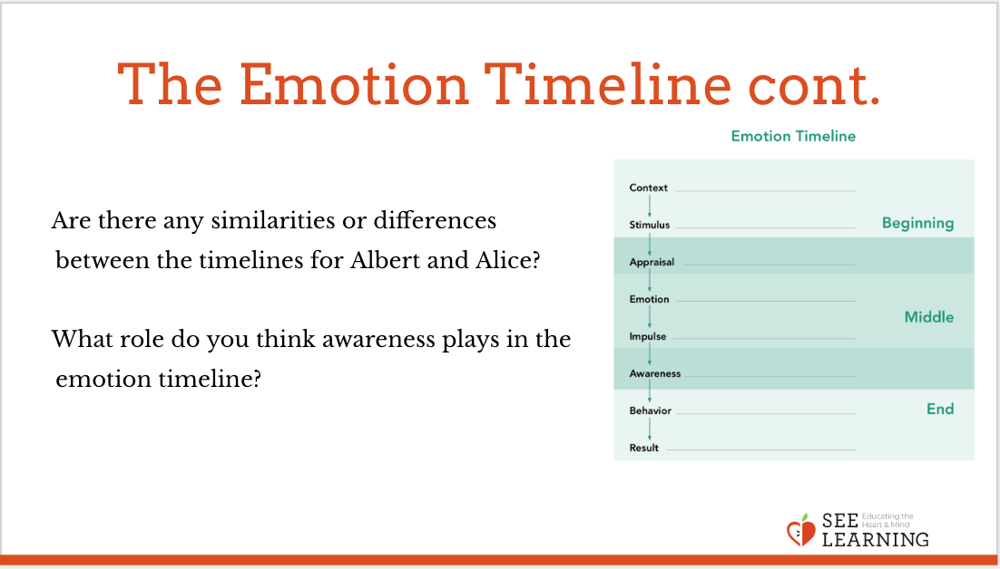 The Emotion Timeline cont.
Are there any similarities or differences
between the timelines for Albert and Alice?
What role do you think awareness plays in the
emotion timeline?
Emotion Timeline
Context
Stimulus
Beginning
Appraisal
Emotion
Middle
Impulse
Awareness
Behavior
End
Result
SEE Educating the
Heart & Mind
LEARNING